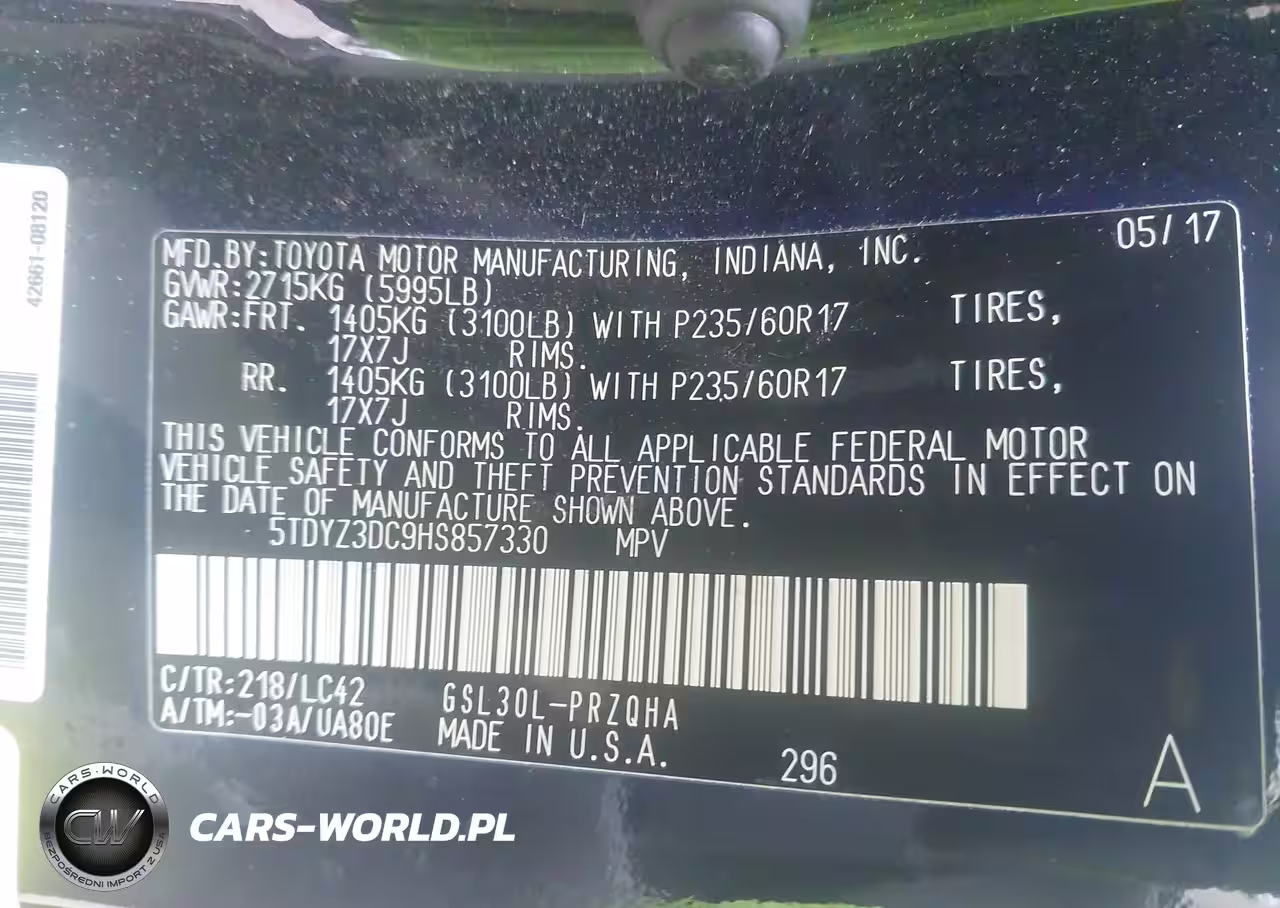 42661-08120
05/17
MFD.BY:TOYOTA MOTOR MANUFACTURING, INDIANA, INC.
GVWR:2715KG (5995LB)
GAWR:FRT. 1405KG (3100LB) WITH P235/60R17 TIRES,
17X7J RIMS.
RR. 1405KG (3100LB) WITH P235/60R17 TIRES,
17X7J RIMS.
THIS VEHICLE CONFORMS TO ALL APPLICABLE FEDERAL MOTOR
VEHICLE SAFETY AND THEFT PREVENTION STANDARDS IN EFFECT ON
THE DATE OF MANUFACTURE SHOWN ABOVE.
5TDYZ3DC9HS857330 MPV
C/TR:218/LC42 GSL30L-PRZQHA
A/TM:-03A/UA80E MADE IN U.S.A.
296
A
CARS-WORLD
CW
BEZPOŚREDNI IMPORT Z USA
CARS-WORLD.PL